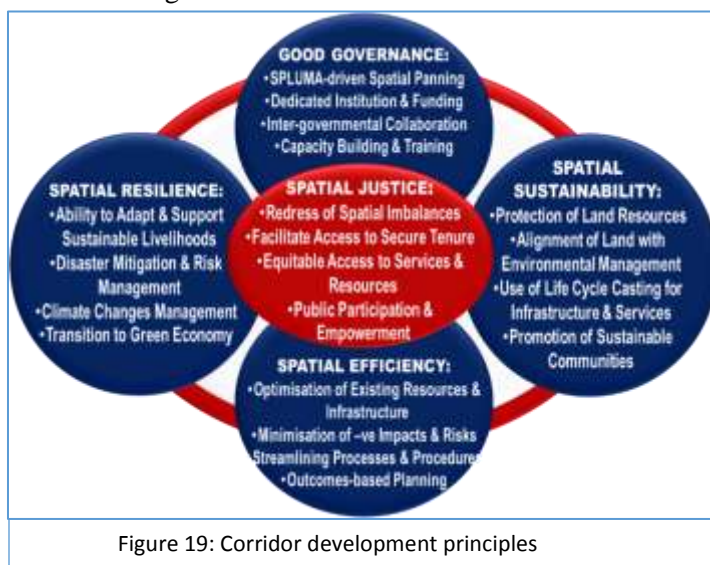 GOOD GOVERNANCE:
•SPLUMA-driven Spatial Panning
•Dedicated Institution & Funding
•Inter-governmental Collaboration
•Capacity Building & Training
SPATIAL RESILIENCE:
•Ability to Adapt & Support
Sustainable Livelihoods
•Disaster Mitigation & Risk
Management
•Climate Changes Management
•Transition to Green Economy
SPATIAL JUSTICE:
•Redress of Spatial Imbalances
•Facilitate Access to Secure Tenure
•Equitable Access to Services &
Resources
•Public Participation &
Empowerment
SPATIAL
SUSTAINABILITY:
•Protection of Land Resources
•Alignment of Land with
Environmental Management
•Use of Life Cycle Casting for
Infrastructure & Services
•Promotion of Sustainable
Communities
SPATIAL EFFICIENCY:
•Optimisation of Existing Resources &
Infrastructure
•Minimisation of –ve Impacts & Risks
Streamlining Processes & Procedures
•Outcomes-based Planning
Figure 19: Corridor development principles